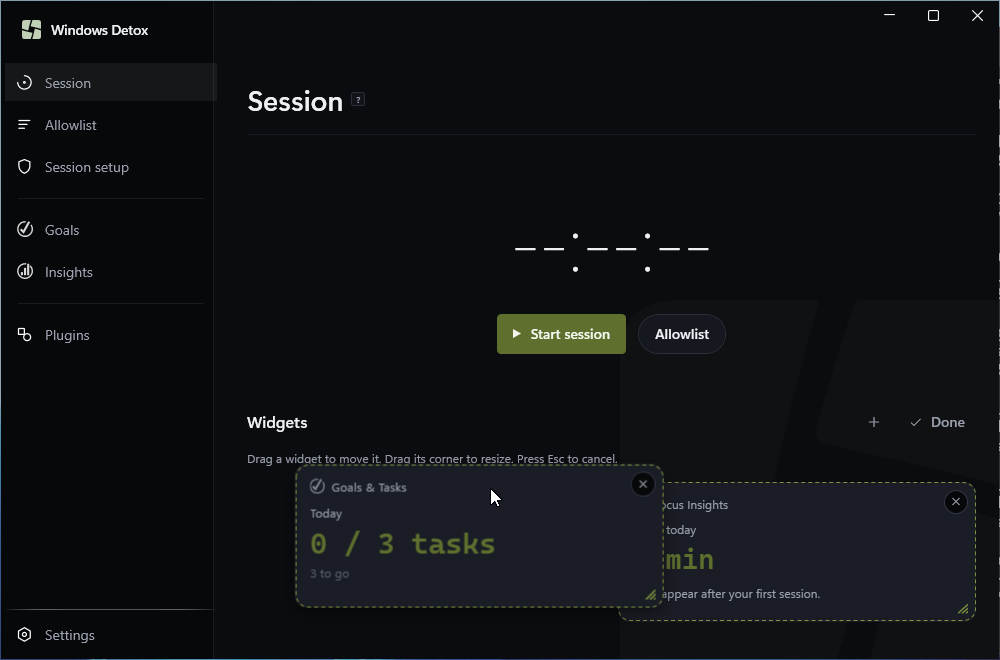 Windows Detox
Session
Allowlist
Session setup
Goals
Insights
Plugins
Settings
Session ?
– – : – – : – –
Start session
Allowlist
Widgets
+
Done
Drag a widget to move it. Drag its corner to resize. Press Esc to cancel.
Goals & Tasks
Today
0 / 3 tasks
3 to go
Insights
today
min
appear after your first session.